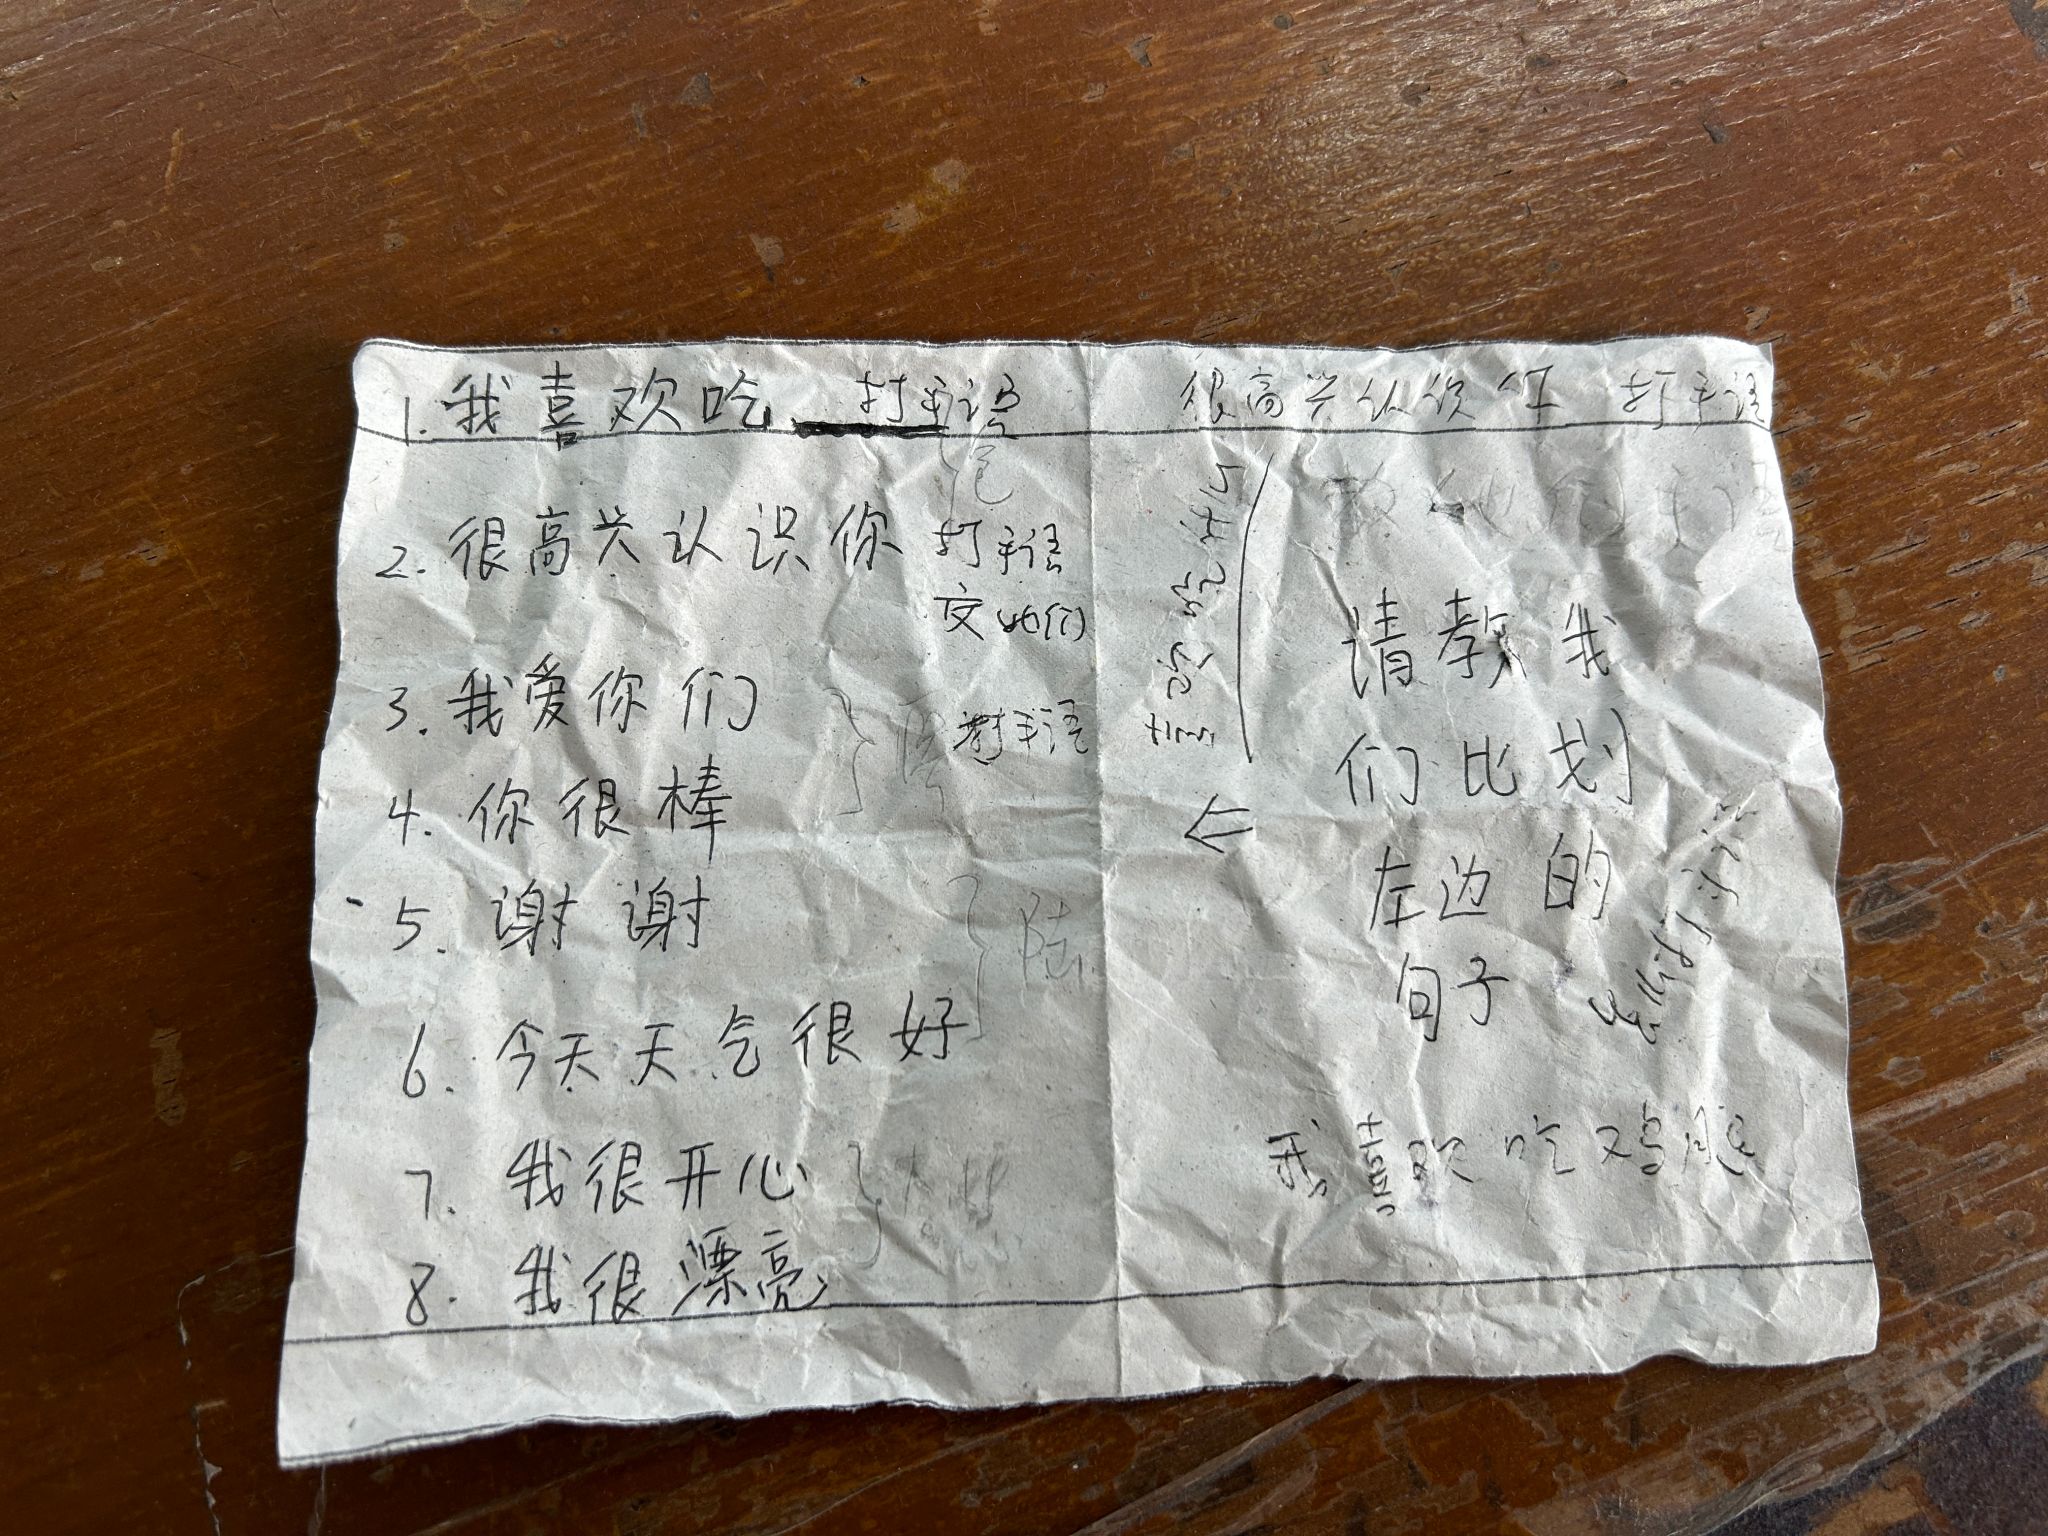 1. 我喜欢吃 打手语
2. 很高兴认识你 打手语
交 她们
3. 我爱你们
打手语
4. 你很棒
5. 谢谢
陆
6. 今天天气很好
7. 我很开心
8. 我很漂亮
很高兴认识你 打手语
请教我
们比划
左边的
句子
我喜欢吃鸡腿